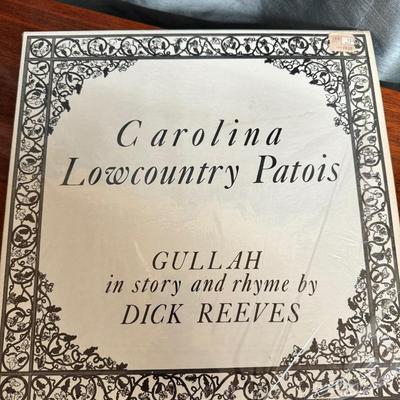 Carolina
Lowcountry Patois
GULLAH
in story and rhyme by
DICK REEVES